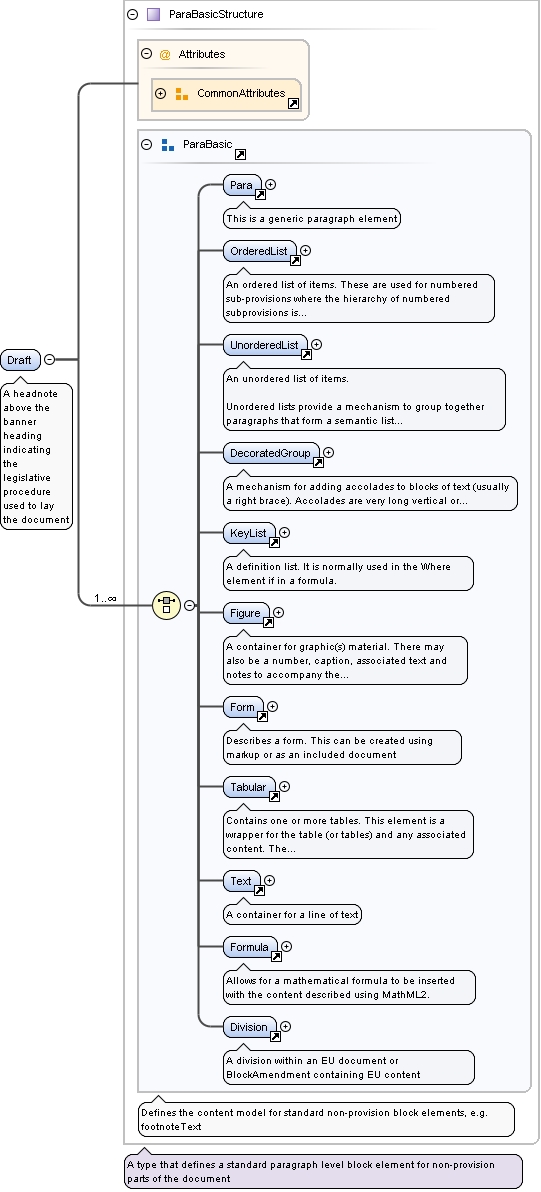 ParaBasicStructure
@ Attributes
CommonAttributes
ParaBasic
Para
This is a generic paragraph element
OrderedList
An ordered list of items. These are used for numbered
sub-provisions where the hierarchy of numbered
subprovisions is...
UnorderedList
An unordered list of items.
Unordered lists provide a mechanism to group together
paragraphs that form a semantic list...
Draft
A headnote
above the
banner
heading
indicating
the
legislative
procedure
used to lay
the document
DecoratedGroup
A mechanism for adding accolades to blocks of text (usually
a right brace). Accolades are very long vertical or...
KeyList
A definition list. It is normally used in the Where
element if in a formula.
1..∞
Figure
A container for graphic(s) material. There may
also be a number, caption, associated text and
notes to accompany the...
Form
Describes a form. This can be created using
markup or as an included document
Tabular
Contains one or more tables. This element is a
wrapper for the table (or tables) and any associated
content. The...
Text
A container for a line of text
Formula
Allows for a mathematical formula to be inserted
with the content described using MathML2.
Division
A division within an EU document or
BlockAmendment containing EU content
Defines the content model for standard non-provision block elements, e.g.
footnoteText
A type that defines a standard paragraph level block element for non-provision
parts of the document